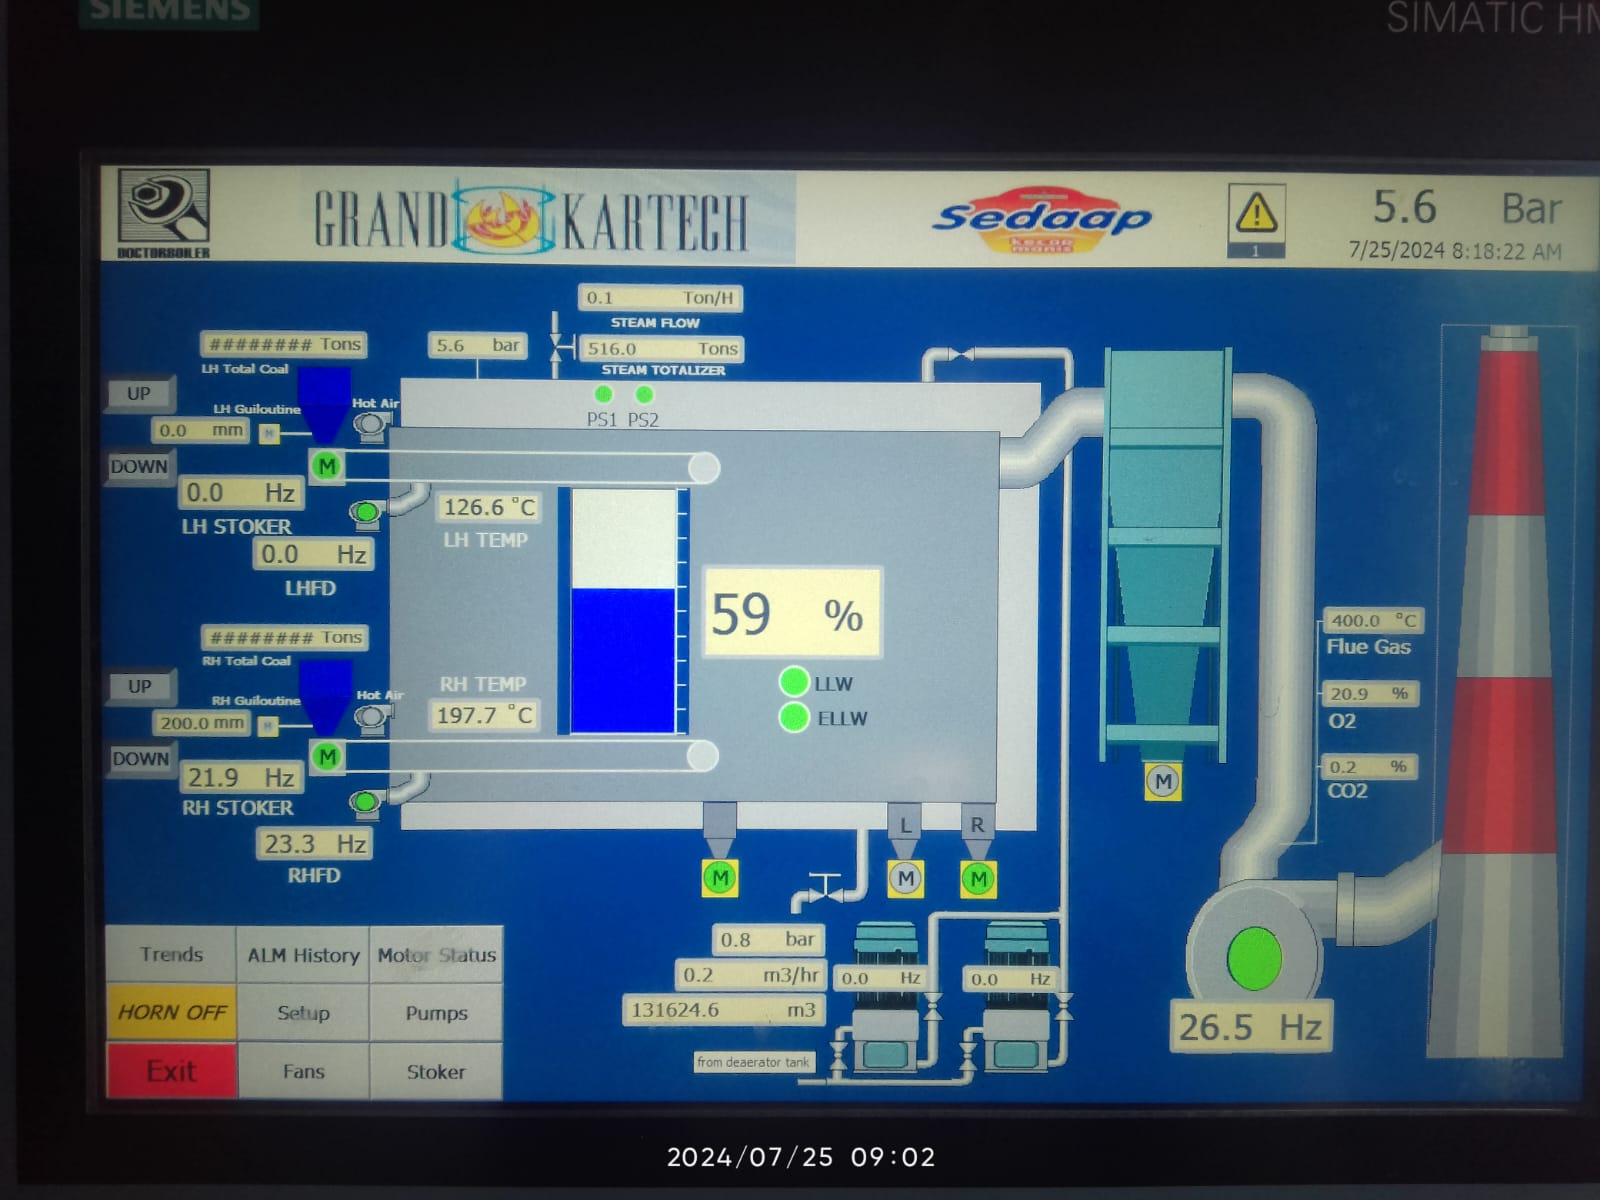 SIEMENS
SIMATIC HM
DOCTORBOILER
GRAND KARTECH
Sedaap
kecap
manis
1
5.6 Bar
7/25/2024 8:18:22 AM
0.1 Ton/H
STEAM FLOW
516.0 Tons
STEAM TOTALIZER
######## Tons
LH Total Coal
5.6 bar
UP
LH Guiloutine
Hot Air
0.0 mm
M
PS1 PS2
DOWN
M
0.0 Hz
LH STOKER
126.6 °C
LH TEMP
0.0 Hz
LHFD
59 %
LLW
ELLW
######## Tons
RH Total Coal
UP
RH Guiloutine
Hot Air
200.0 mm
M
RH TEMP
197.7 °C
DOWN
M
21.9 Hz
RH STOKER
23.3 Hz
RHFD
400.0 °C
Flue Gas
20.9 %
O2
0.2 %
CO2
M
L
R
M
M
M
0.8 bar
0.2 m3/hr
131624.6 m3
0.0 Hz
0.0 Hz
from deaerator tank
26.5 Hz
Trends
ALM History
Motor Status
HORN OFF
Setup
Pumps
Exit
Fans
Stoker
2024/07/25 09:02